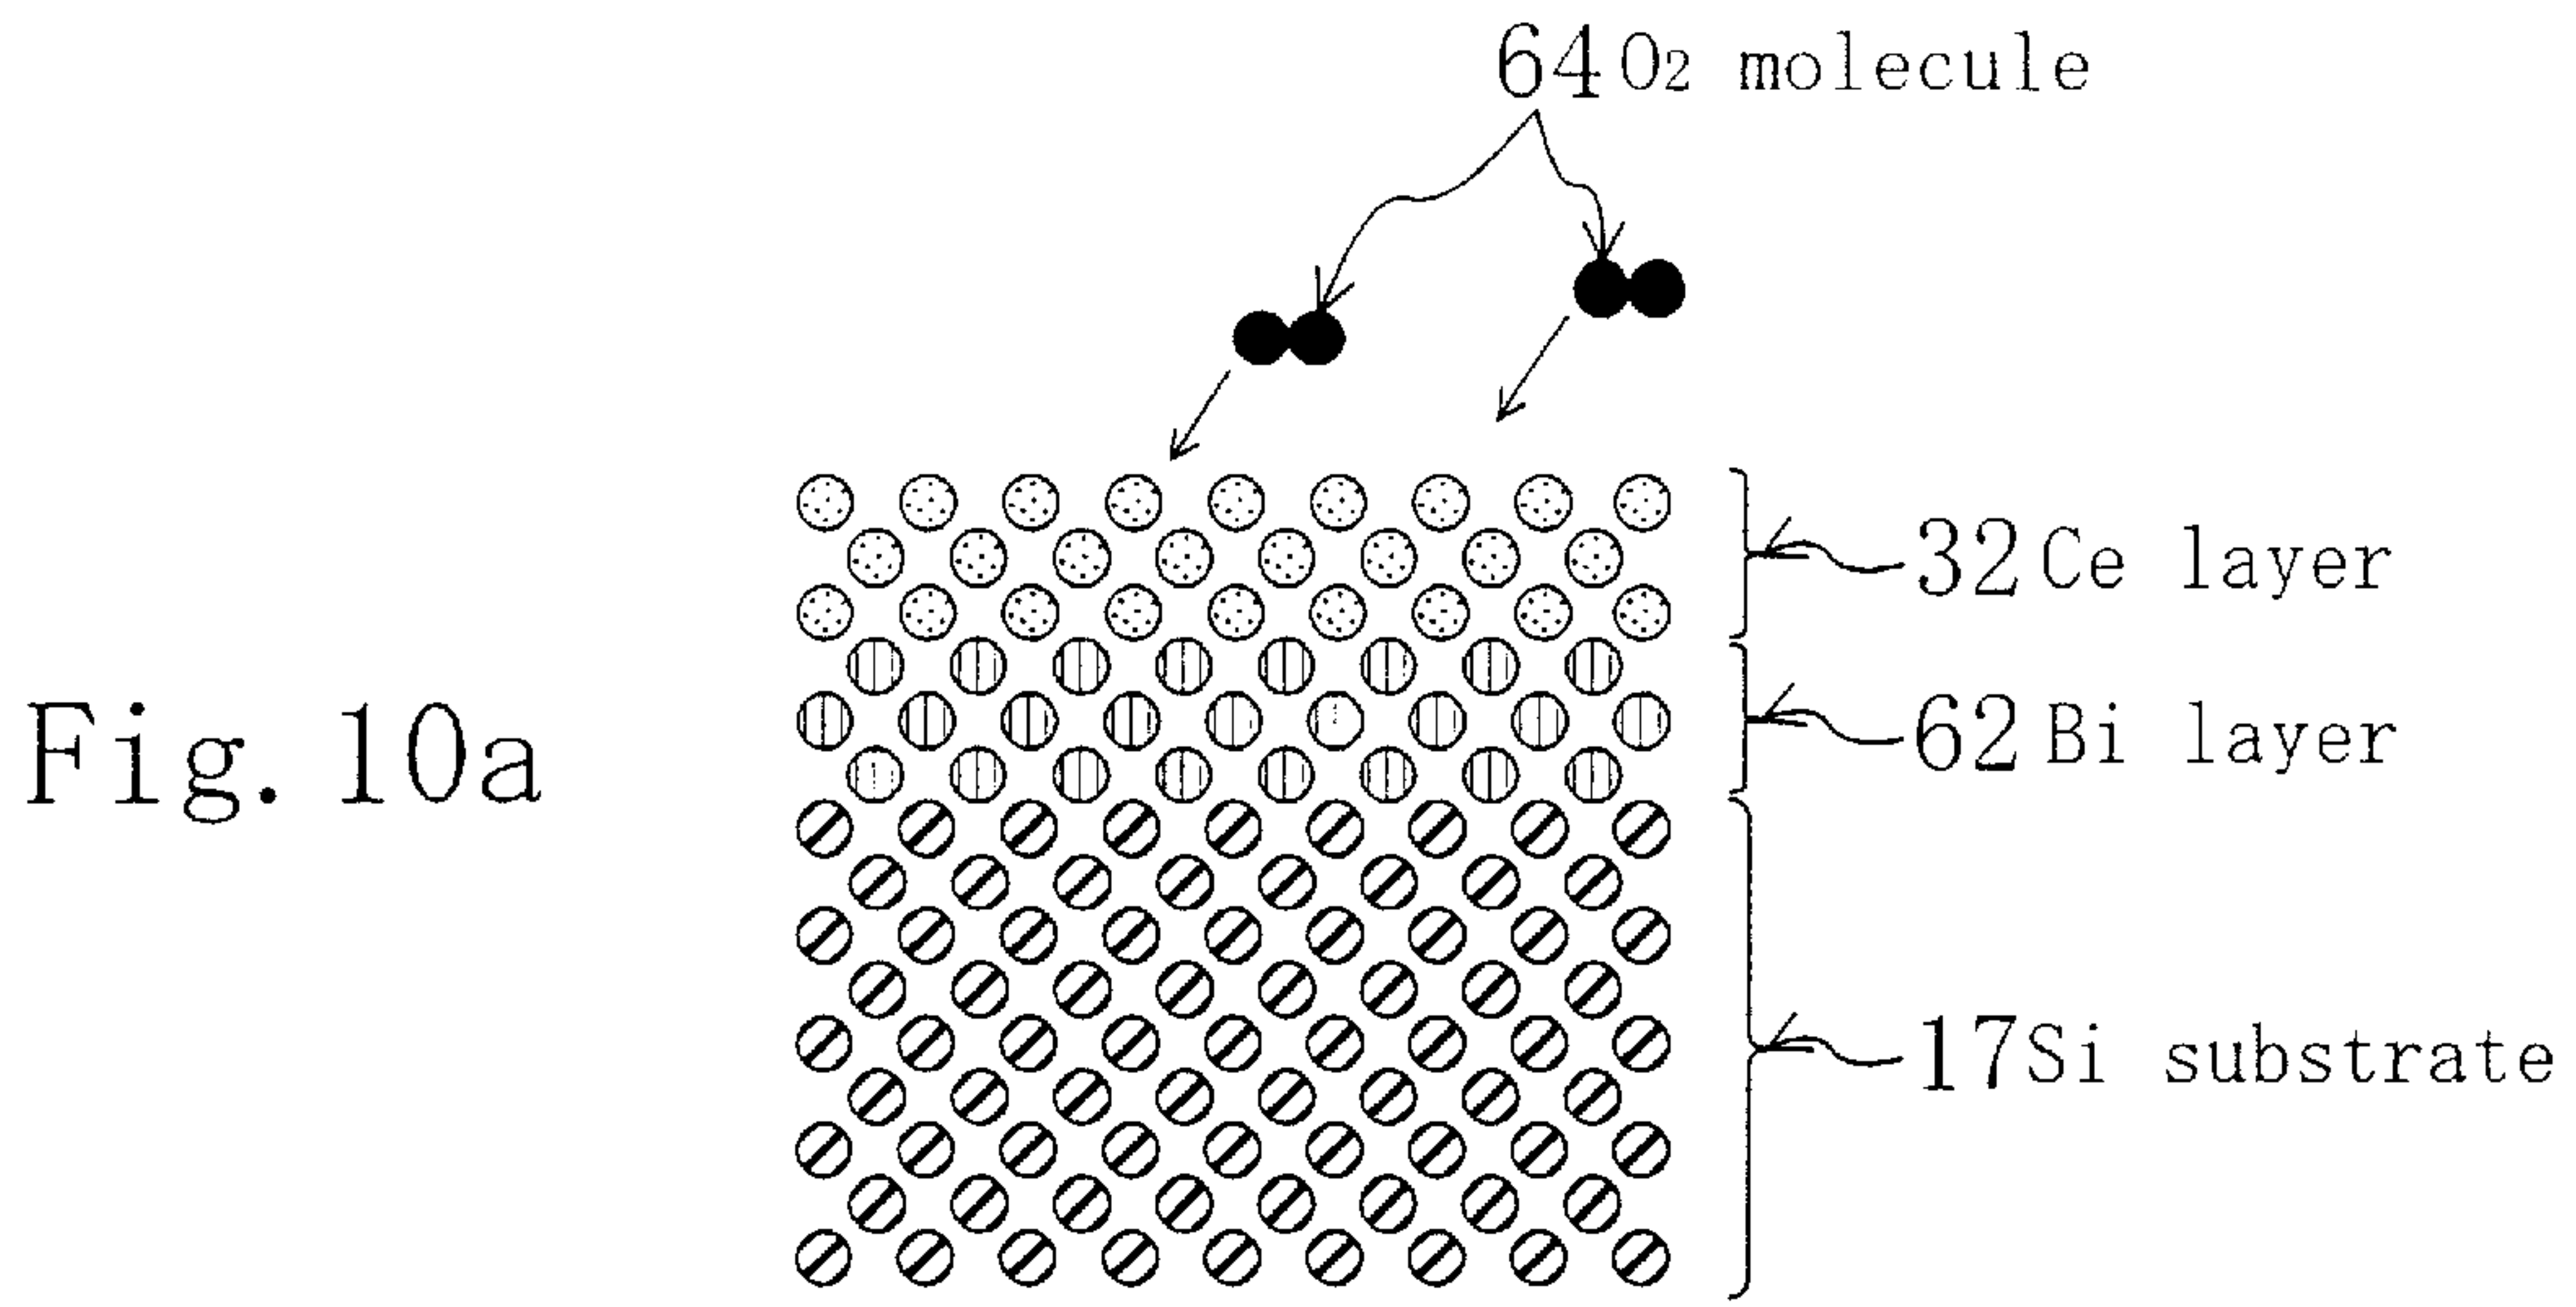 64 O2 molecule
32 Ce layer
62 Bi layer
Fig. 10a
17 Si substrate